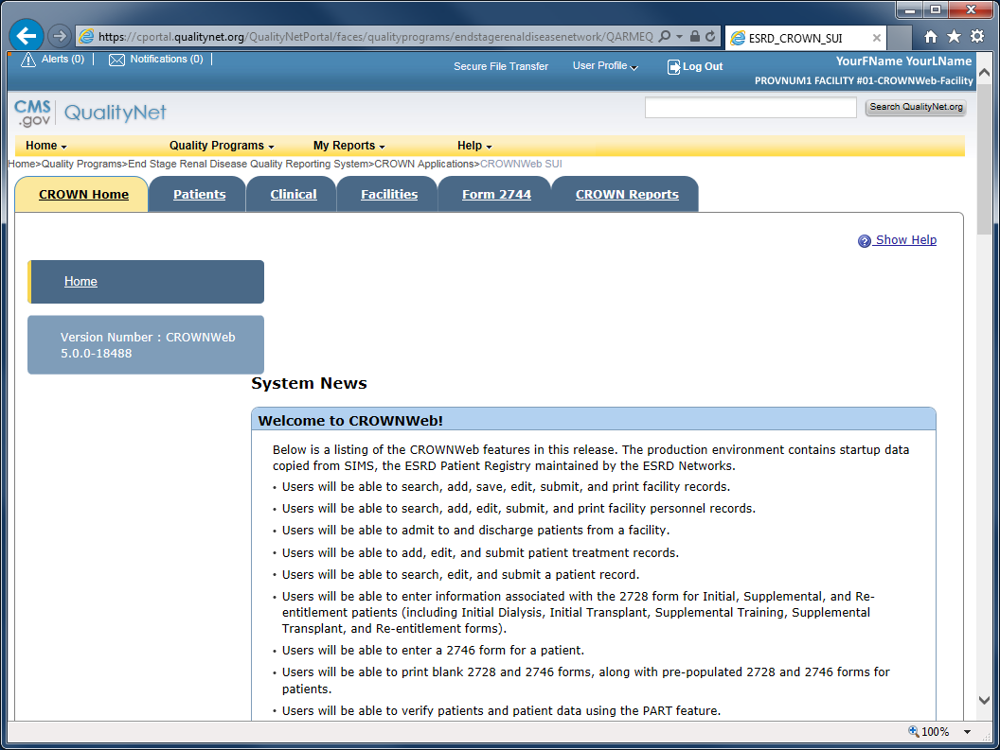 https://cportal.qualitynet.org/QualityNetPortal/faces/qualityprograms/endstagerenaldiseasenetwork/QARMEQ
ESRD_CROWN_SUI
Alerts (0)
Notifications (0)
Secure File Transfer
User Profile
Log Out
YourFName YourLName
PROVNUM1 FACILITY #01-CROWNWeb-Facility
CMS
.gov
QualityNet
Search QualityNet.org
Home
Quality Programs
My Reports
Help
Home>Quality Programs>End Stage Renal Disease Quality Reporting System>CROWN Applications>CROWNWeb SUI
CROWN Home
Patients
Clinical
Facilities
Form 2744
CROWN Reports
? Show Help
Home
Version Number : CROWNWeb
5.0.0-18488
System News
Welcome to CROWNWeb!
Below is a listing of the CROWNWeb features in this release. The production environment contains startup data
copied from SIMS, the ESRD Patient Registry maintained by the ESRD Networks.
• Users will be able to search, add, save, edit, submit, and print facility records.
• Users will be able to search, add, edit, submit, and print facility personnel records.
• Users will be able to admit to and discharge patients from a facility.
• Users will be able to add, edit, and submit patient treatment records.
• Users will be able to search, edit, and submit a patient record.
• Users will be able to enter information associated with the 2728 form for Initial, Supplemental, and Re-
entitlement patients (including Initial Dialysis, Initial Transplant, Supplemental Training, Supplemental
Transplant, and Re-entitlement forms).
• Users will be able to enter a 2746 form for a patient.
• Users will be able to print blank 2728 and 2746 forms, along with pre-populated 2728 and 2746 forms for
patients.
• Users will be able to verify patients and patient data using the PART feature.
100%